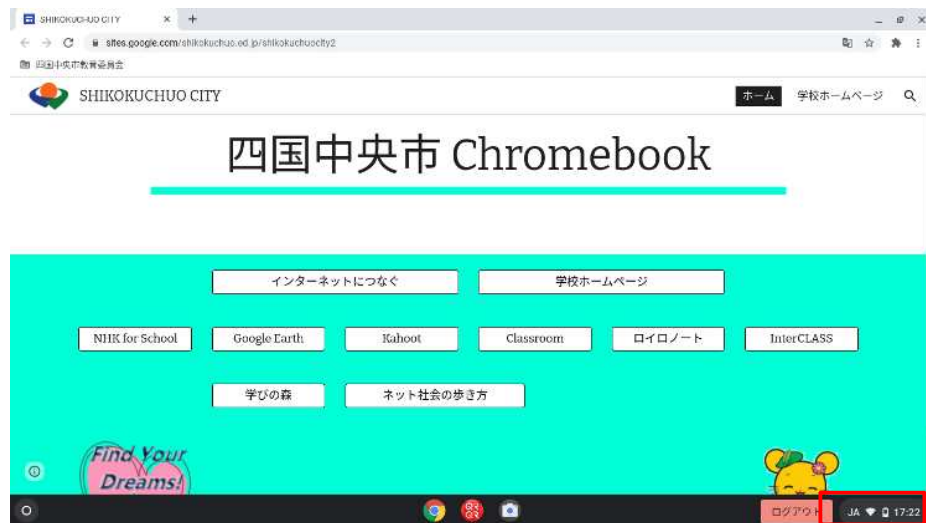 SHIKOKUCHUO CITY
sites.google.com/shikokuchuo.ed.jp/shikokuchuocity2
四国中央市教育委員会
SHIKOKUCHUO CITY
ホーム 学校ホームページ
四国中央市 Chromebook
インターネットにつなぐ 学校ホームページ
NHK for School Google Earth Kahoot Classroom ロイロノート InterCLASS
学びの森 ネット社会の歩き方
Find Your
Dreams!
ログアウト JA 17:22